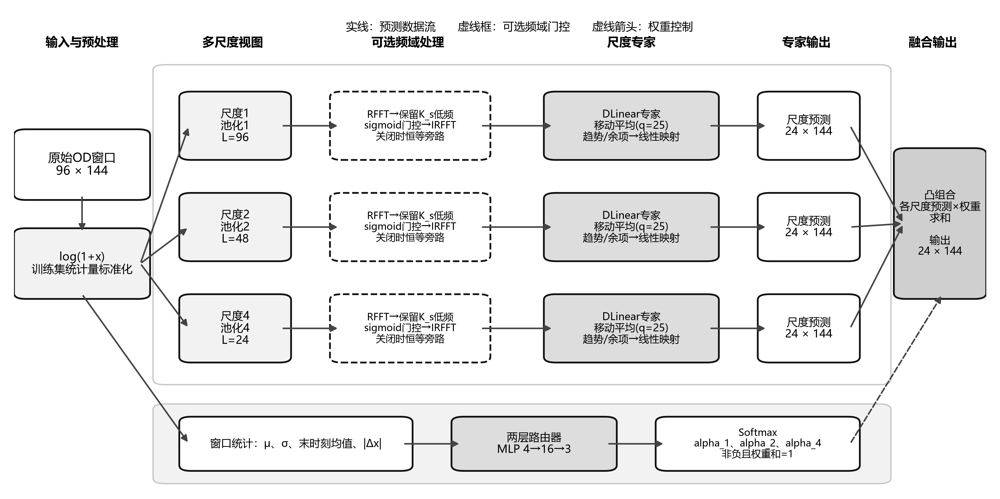 实线：预测数据流 虚线框：可选频域门控 虚线箭头：权重控制
输入与预处理 多尺度视图 可选频域处理 尺度专家 专家输出 融合输出
原始OD窗口
96 × 144
log(1+x)
训练集统计量标准化
尺度1
池化1
L=96
RFFT→保留K_s低频
sigmoid门控→IRFFT
关闭时恒等旁路
DLinear专家
移动平均(q=25)
趋势/余项→线性映射
尺度预测
24 × 144
尺度2
池化2
L=48
RFFT→保留K_s低频
sigmoid门控→IRFFT
关闭时恒等旁路
DLinear专家
移动平均(q=25)
趋势/余项→线性映射
尺度预测
24 × 144
尺度4
池化4
L=24
RFFT→保留K_s低频
sigmoid门控→IRFFT
关闭时恒等旁路
DLinear专家
移动平均(q=25)
趋势/余项→线性映射
尺度预测
24 × 144
凸组合
各尺度预测×权重
求和
输出
24 × 144
窗口统计：μ、σ、末时刻均值、|Δx|
两层路由器
MLP 4→16→3
Softmax
alpha_1、alpha_2、alpha_4
非负且权重和=1